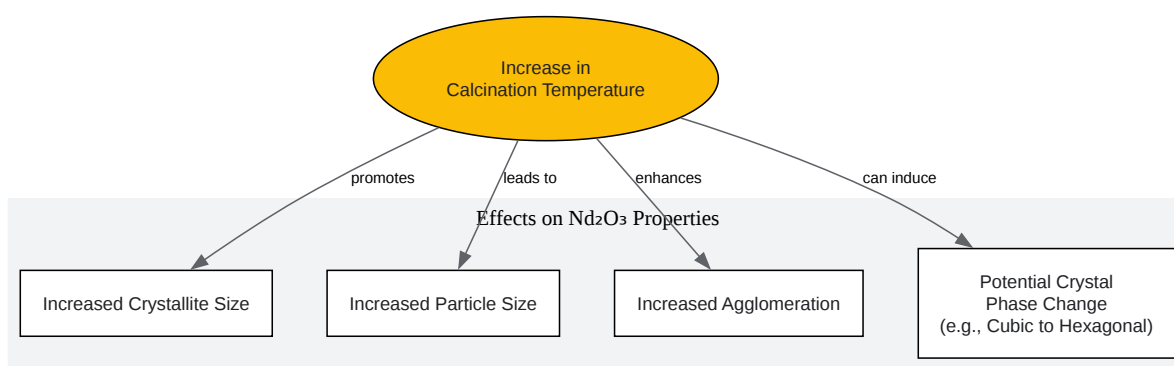 Increase in
Calcination Temperature
promotes
leads to
enhances
can induce
Effects on Nd₂O₃ Properties
Increased Crystallite Size
Increased Particle Size
Increased Agglomeration
Potential Crystal
Phase Change
(e.g., Cubic to Hexagonal)